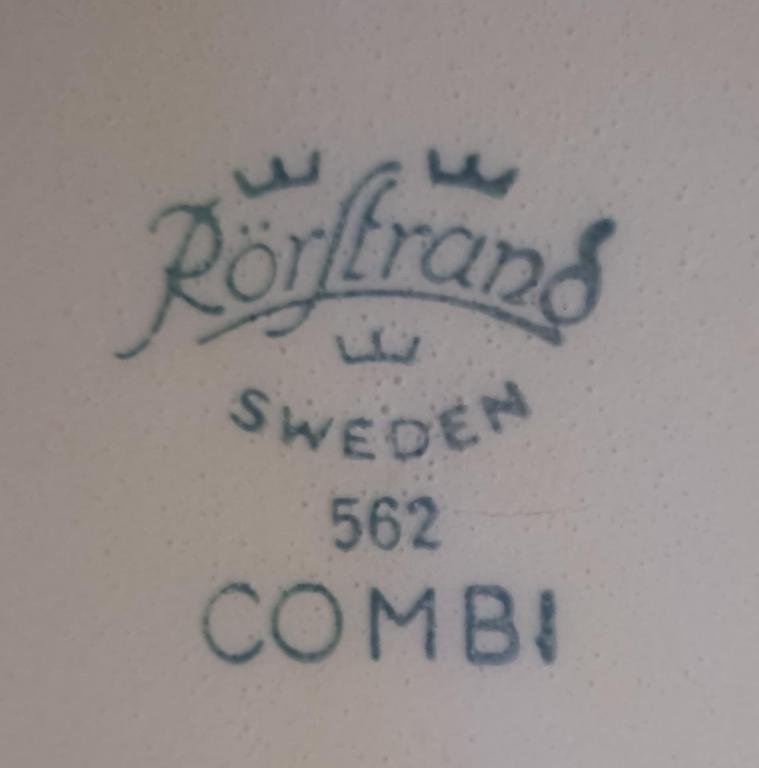 Rörstrand
SWEDEN
562
COMBI